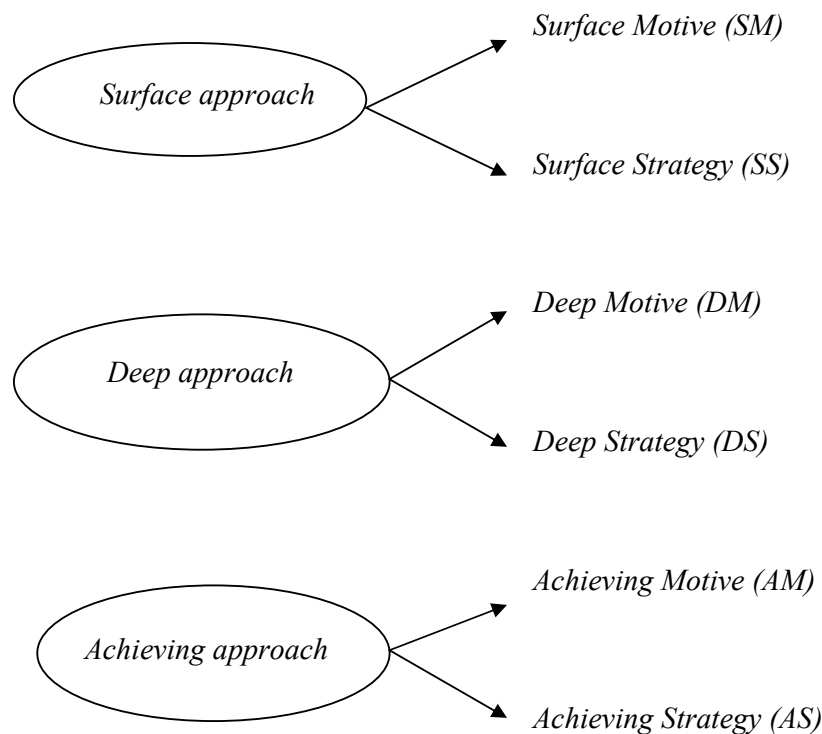 Surface Motive (SM)
Surface approach
Surface Strategy (SS)
Deep Motive (DM)
Deep approach
Deep Strategy (DS)
Achieving Motive (AM)
Achieving approach
Achieving Strategy (AS)